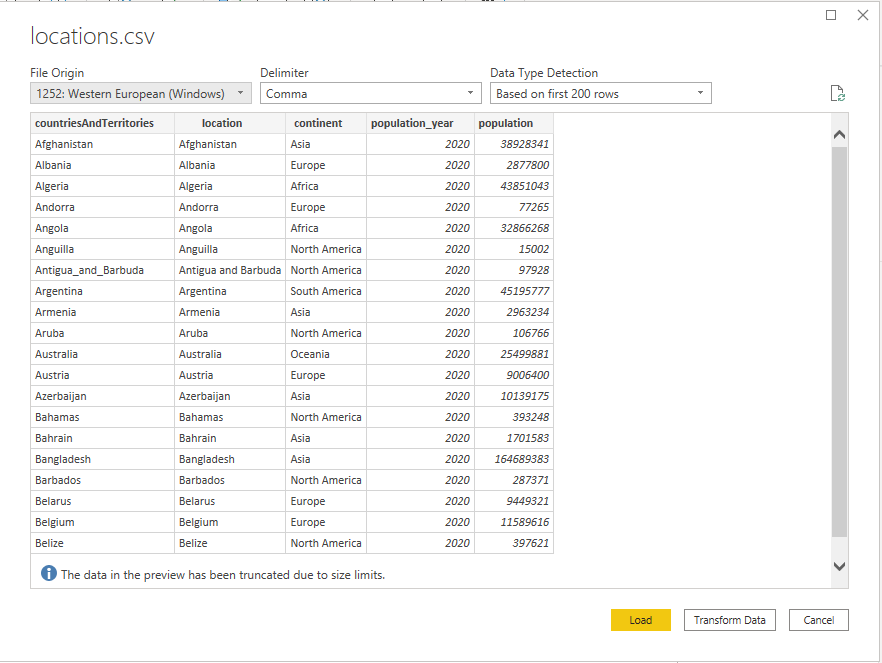 locations.csv
File Origin Delimiter Data Type Detection
1252: Western European (Windows) Comma Based on first 200 rows
countriesAndTerritories location continent population_year population
Afghanistan Afghanistan Asia 2020 38928341
Albania Albania Europe 2020 2877800
Algeria Algeria Africa 2020 43851043
Andorra Andorra Europe 2020 77265
Angola Angola Africa 2020 32866268
Anguilla Anguilla North America 2020 15002
Antigua_and_Barbuda Antigua and Barbuda North America 2020 97928
Argentina Argentina South America 2020 45195777
Armenia Armenia Asia 2020 2963234
Aruba Aruba North America 2020 106766
Australia Australia Oceania 2020 25499881
Austria Austria Europe 2020 9006400
Azerbaijan Azerbaijan Asia 2020 10139175
Bahamas Bahamas North America 2020 393248
Bahrain Bahrain Asia 2020 1701583
Bangladesh Bangladesh Asia 2020 164689383
Barbados Barbados North America 2020 287371
Belarus Belarus Europe 2020 9449321
Belgium Belgium Europe 2020 11589616
Belize Belize North America 2020 397621
The data in the preview has been truncated due to size limits.
Load Transform Data Cancel